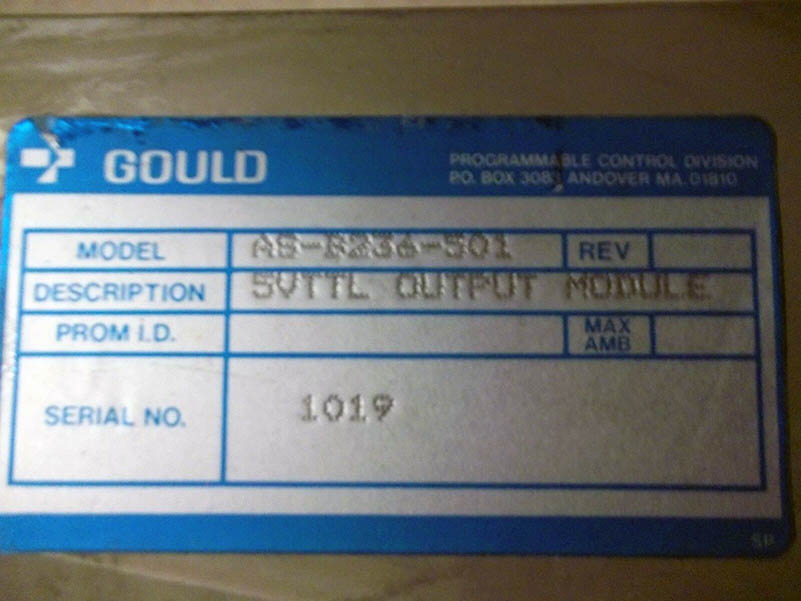 GOULD
PROGRAMMABLE CONTROL DIVISION
P.O. BOX 3083, ANDOVER MA. 01810
MODEL AS-B236-501 REV
DESCRIPTION 5VTTL OUTPUT MODULE
PROM I.D. MAX AMB
SERIAL NO. 1019